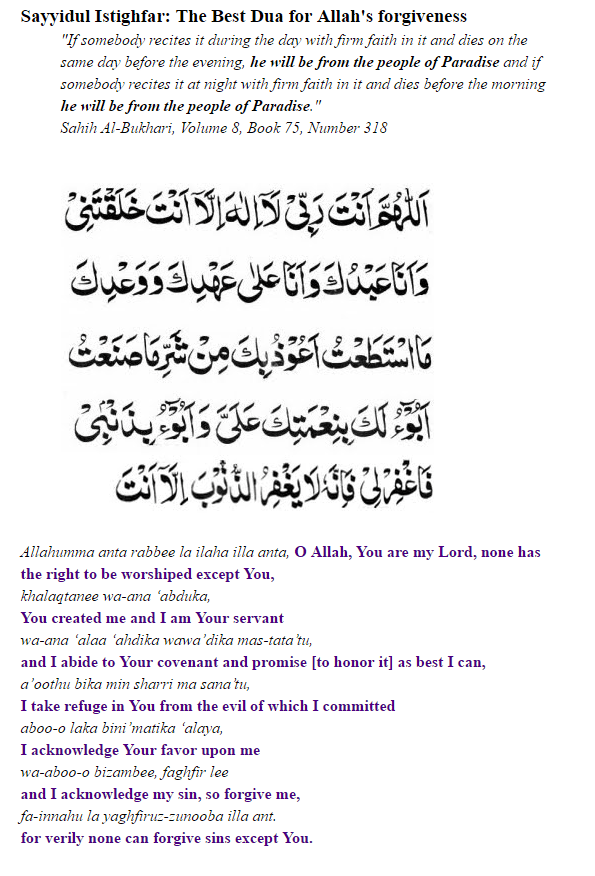 Sayyidul Istighfar: The Best Dua for Allah's forgiveness
"If somebody recites it during the day with firm faith in it and dies on the
same day before the evening, he will be from the people of Paradise and if
somebody recites it at night with firm faith in it and dies before the morning
he will be from the people of Paradise."
Sahih Al-Bukhari, Volume 8, Book 75, Number 318
اَللّٰهُمَّ اَنْتَ رَبِّيْ لَآ اِلٰهَ اِلَّآ اَنْتَ خَلَقْتَنِيْ
وَاَنَا عَبْدُكَ وَاَنَا عَلٰى عَهْدِكَ وَوَعْدِكَ
مَا اسْتَطَعْتُ اَعُوْذُ بِكَ مِنْ شَرِّ مَا صَنَعْتُ
اَبُوْٓءُ لَكَ بِنِعْمَتِكَ عَلَيَّ وَاَبُوْٓءُ بِذَنْۢبِيْ
فَاغْفِرْ لِيْ فَاِنَّهٗ لَا يَغْفِرُ الذُّنُوْبَ اِلَّآ اَنْتَ
Allahumma anta rabbee la ilaha illa anta, O Allah, You are my Lord, none has
the right to be worshiped except You,
khalaqtanee wa-ana ‘abduka,
You created me and I am Your servant
wa-ana ‘alaa ‘ahdika wawa’dika mas-tata’tu,
and I abide to Your covenant and promise [to honor it] as best I can,
a’oothu bika min sharri ma sana’tu,
I take refuge in You from the evil of which I committed
aboo-o laka bini’matika ‘alaya,
I acknowledge Your favor upon me
wa-aboo-o bizambee, faghfir lee
and I acknowledge my sin, so forgive me,
fa-innahu la yaghfiruz-zunooba illa ant.
for verily none can forgive sins except You.